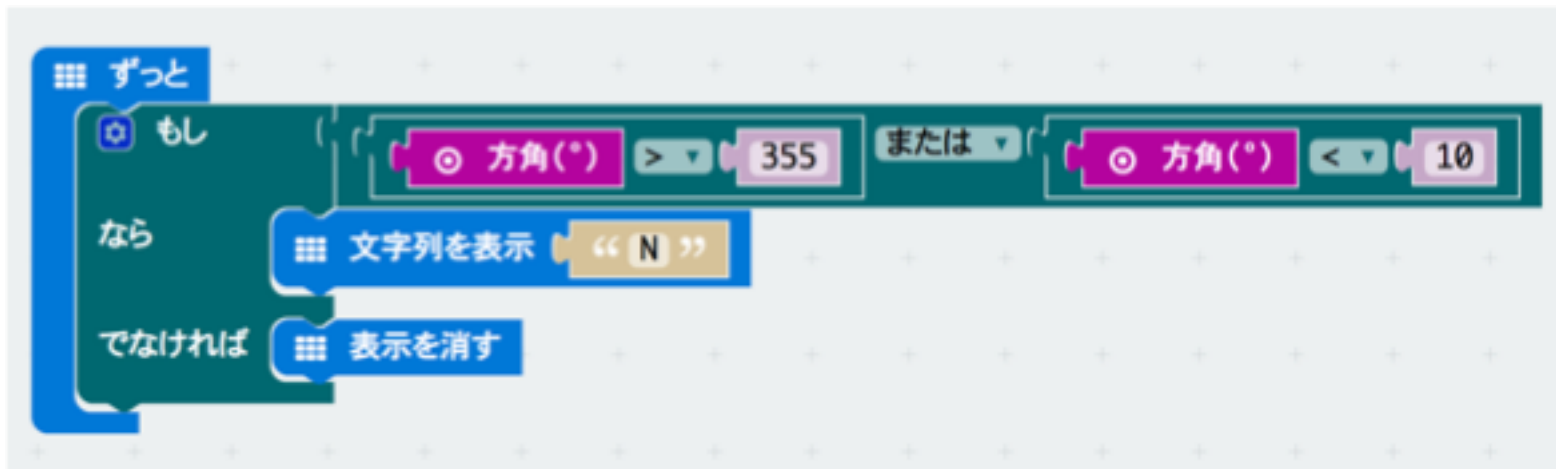 ずっと
もし 方角(°) > 355 または 方角(°) < 10
なら 文字列を表示 “ N ”
でなければ 表示を消す